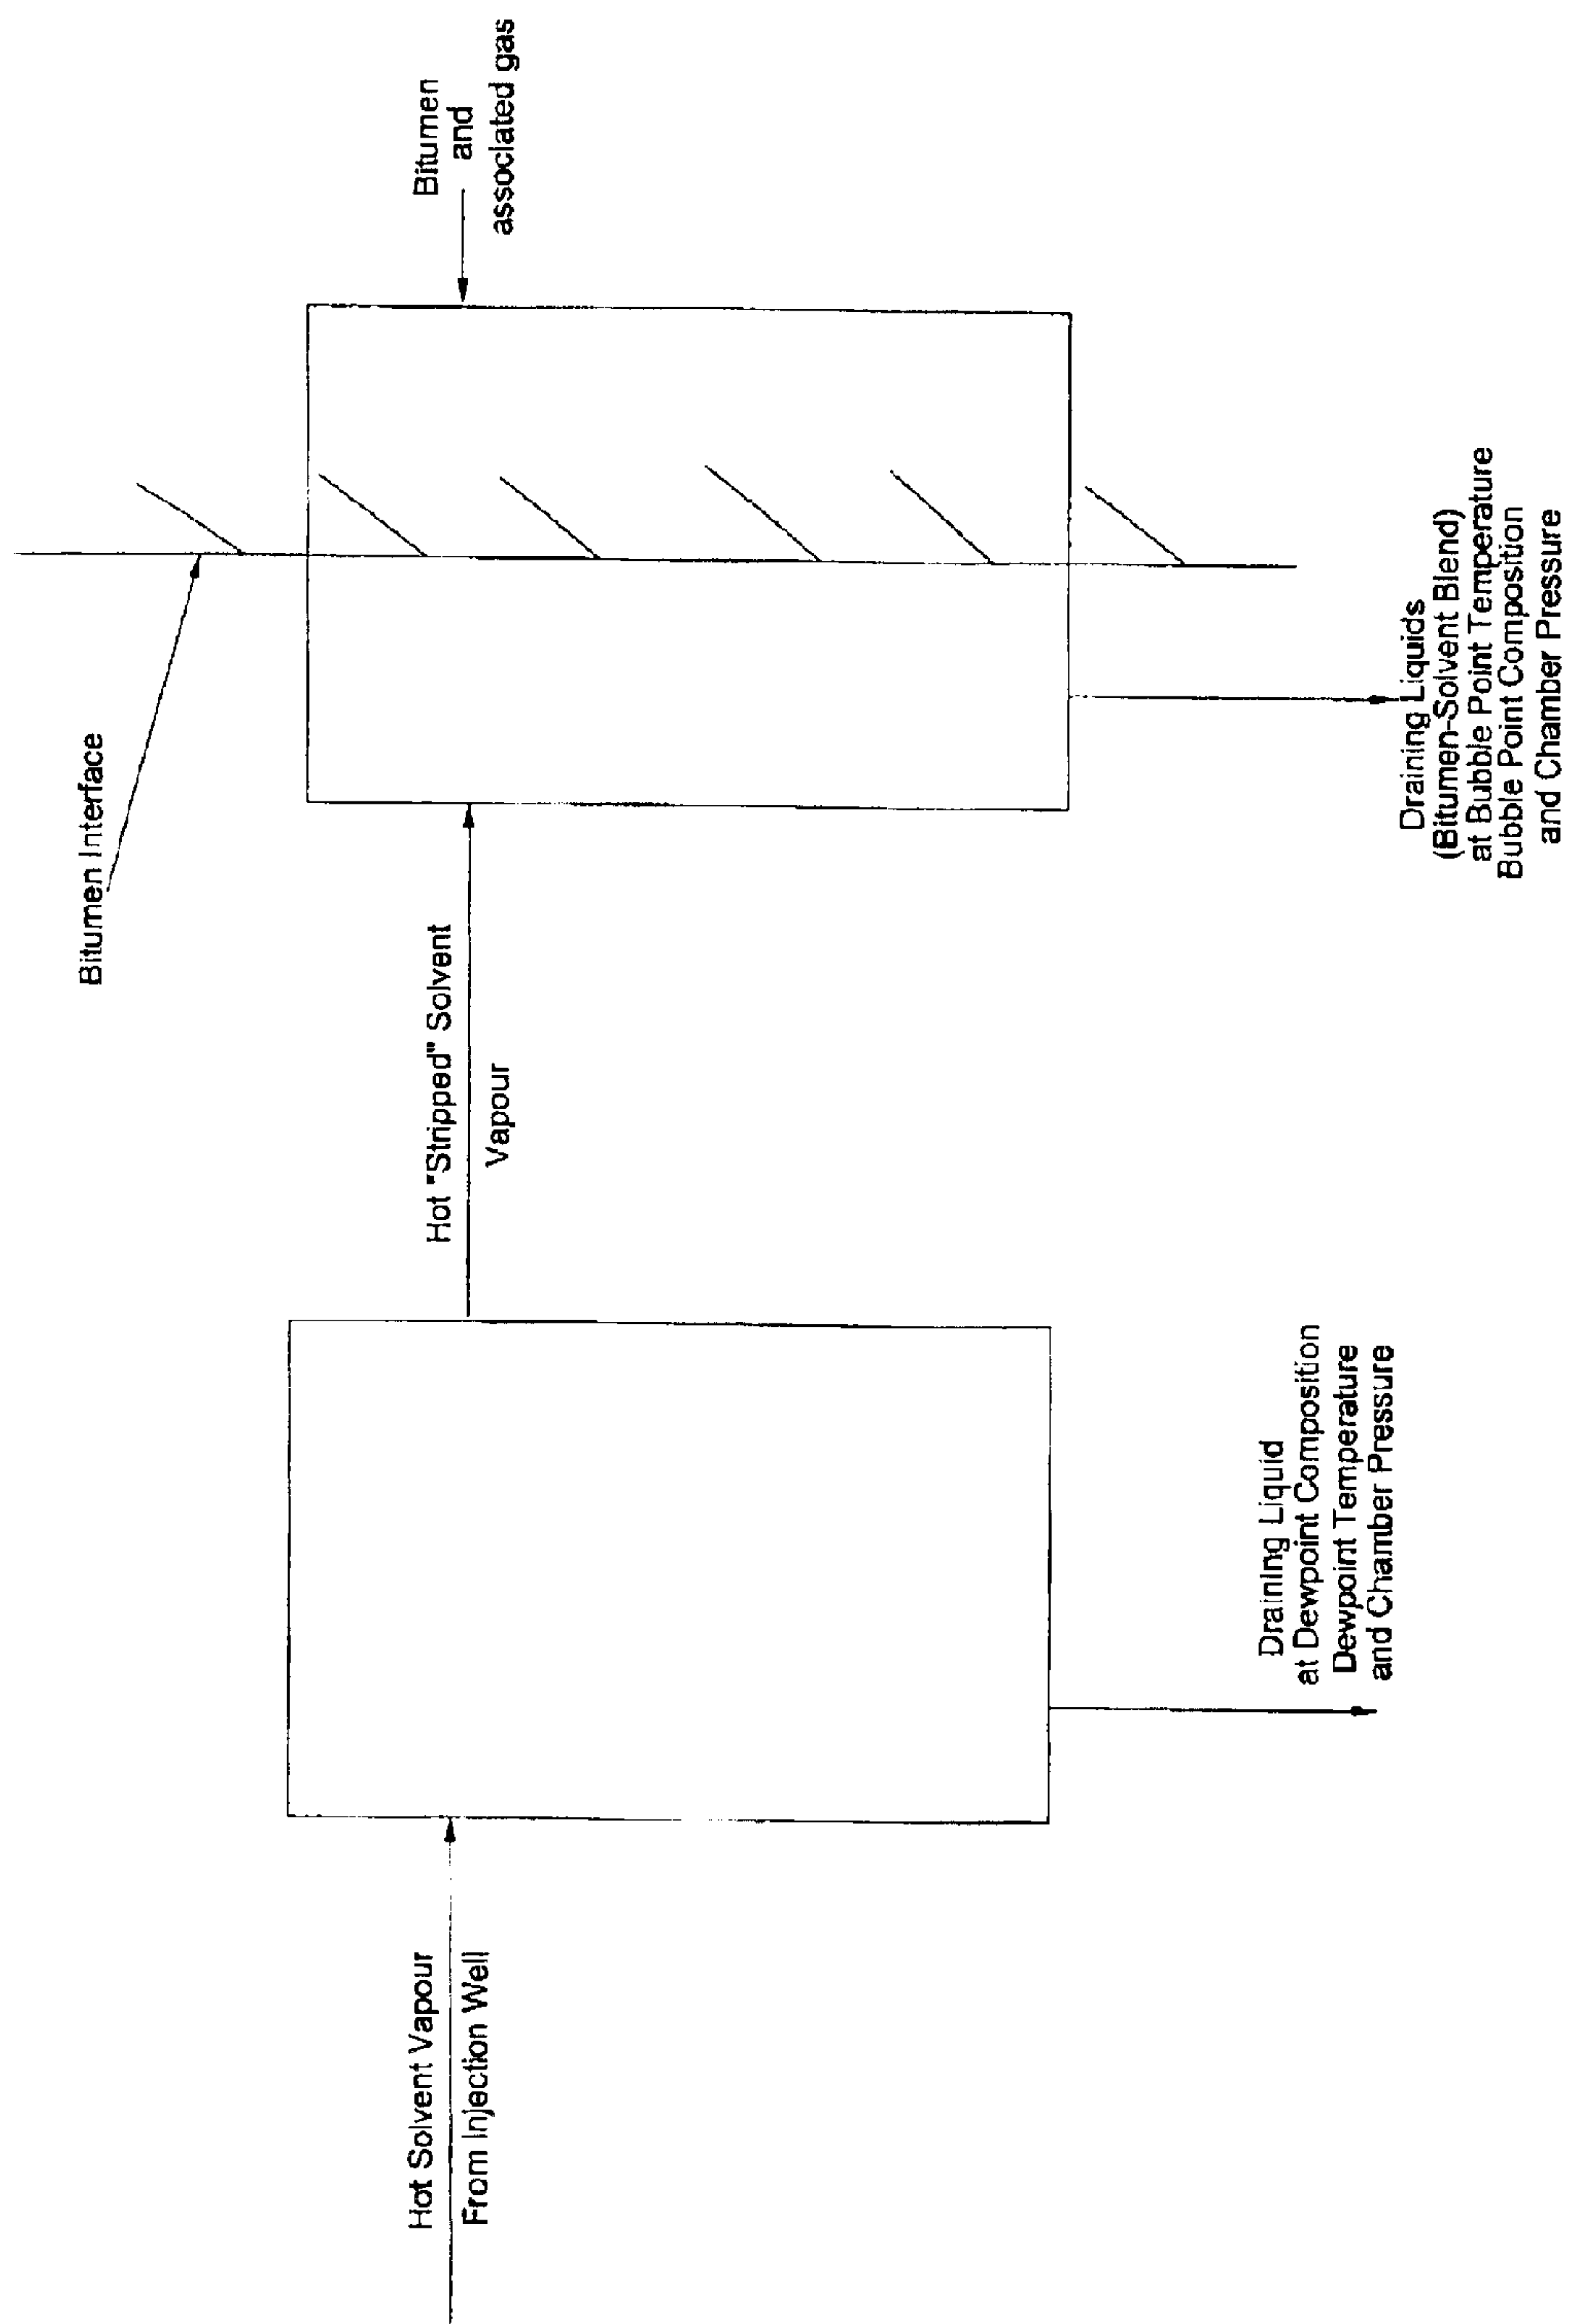 Hot Solvent Vapour
From Injection Well
Draining Liquid
at Dewpoint Composition
Dewpoint Temperature
and Chamber Pressure
Hot "Stripped" Solvent
Vapour
Bitumen Interface
Bitumen
and
associated gas
Draining Liquids
(Bitumen-Solvent Blend)
at Bubble Point Temperature
Bubble Point Composition
and Chamber Pressure